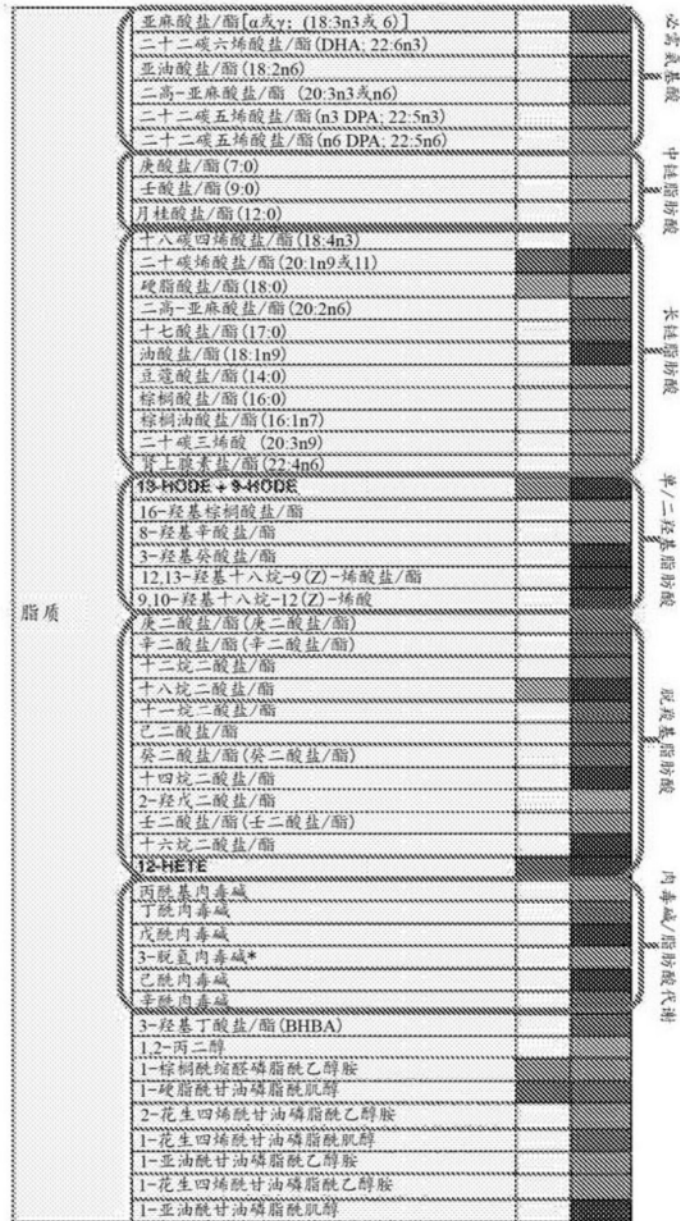 亚麻酸盐/酯[α或γ; (18:3n3或 6)]
二十二碳六烯酸盐/酯(DHA; 22:6n3)
亚油酸盐/酯(18:2n6)
二高-亚麻酸盐/酯 (20:3n3或n6)
二十二碳五烯酸盐/酯(n3 DPA; 22:5n3)
二十二碳五烯酸盐/酯(n6 DPA; 22:5n6)
必需氨基酸
庚酸盐/酯(7:0)
壬酸盐/酯(9:0)
月桂酸盐/酯(12:0)
中链脂肪酸
十八碳四烯酸盐/酯(18:4n3)
二十碳烯酸盐/酯(20:1n9或11)
硬脂酸盐/酯(18:0)
二高-亚麻酸盐/酯(20:2n6)
十七酸盐/酯(17:0)
油酸盐/酯(18:1n9)
豆蔻酸盐/酯(14:0)
棕榈酸盐/酯(16:0)
棕榈油酸盐/酯(16:1n7)
二十碳三烯酸 (20:3n9)
肾上腺素盐/酯(22:4n6)
长链脂肪酸
13-HODE + 9-HODE
16-羟基棕榈酸盐/酯
8-羟基辛酸盐/酯
3-羟基癸酸盐/酯
12,13-羟基十八烷-9(Z)-烯酸盐/酯
9,10-羟基十八烷-12(Z)-烯酸
单/二羟基脂肪酸
脂质
庚二酸盐/酯(庚二酸盐/酯)
辛二酸盐/酯(辛二酸盐/酯)
十二烷二酸盐/酯
十八烷二酸盐/酯
十一烷二酸盐/酯
己二酸盐/酯
癸二酸盐/酯(癸二酸盐/酯)
十四烷二酸盐/酯
2-羟戊二酸盐/酯
壬二酸盐/酯(壬二酸盐/酯)
十六烷二酸盐/酯
12-HETE
脱羧基脂肪酸
丙酰基肉毒碱
丁酰肉毒碱
戊酰肉毒碱
3-脱氢肉毒碱*
己酰肉毒碱
辛酰肉毒碱
肉毒碱/脂肪酸代谢
3-羟基丁酸盐/酯(BHBA)
1,2-丙二醇
1-棕榈酰缩醛磷脂酰乙醇胺
1-硬脂酰甘油磷脂酰肌醇
2-花生四烯酰甘油磷脂酰乙醇胺
1-花生四烯酰甘油磷脂酰肌醇
1-亚油酰甘油磷脂酰乙醇胺
1-花生四烯酰甘油磷脂酰乙醇胺
1-亚油酰甘油磷脂酰肌醇